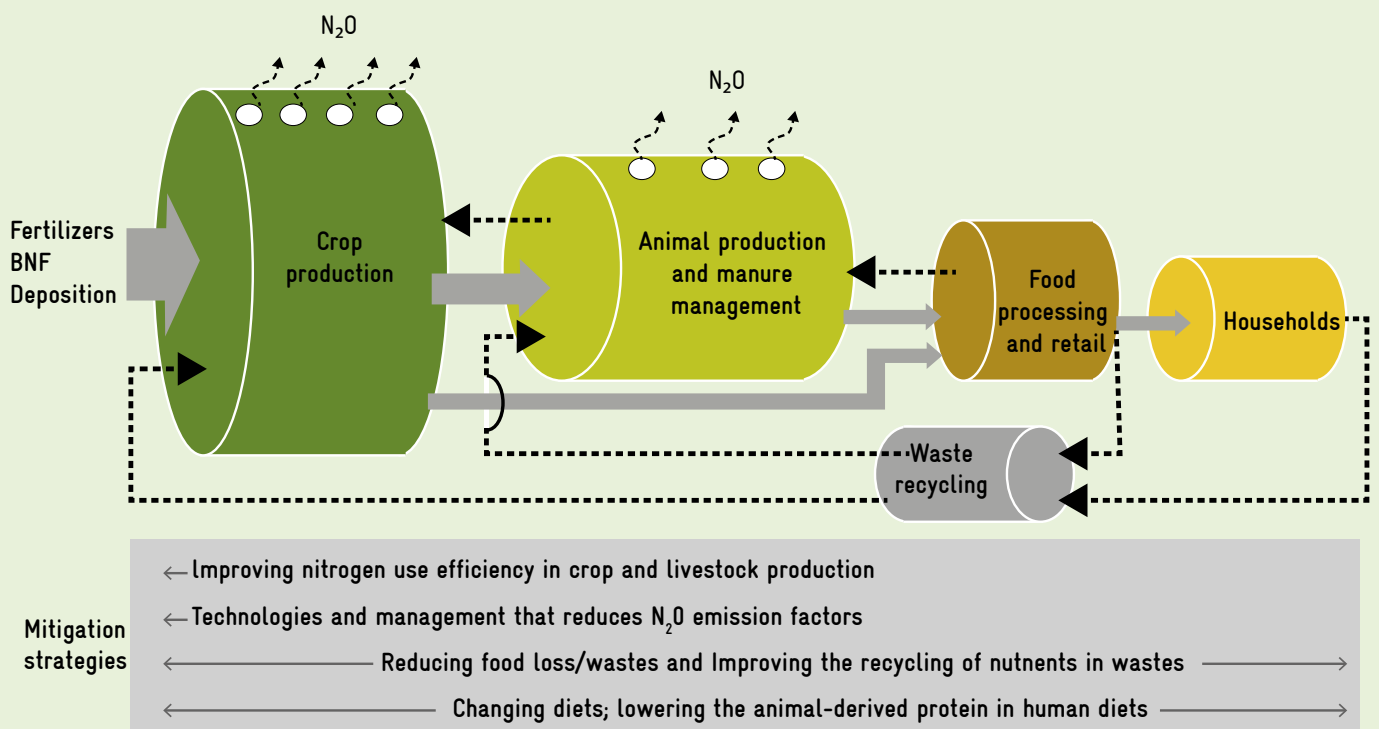 N₂O
N₂O
Fertilizers
BNF
Deposition
Crop
production
Animal production
and manure
management
Food
processing
and retail
Households
Waste
recycling
Mitigation
strategies
Improving nitrogen use efficiency in crop and livestock production
Technologies and management that reduces N₂O emission factors
Reducing food loss/wastes and Improving the recycling of nutnents in wastes
Changing diets; lowering the animal-derived protein in human diets